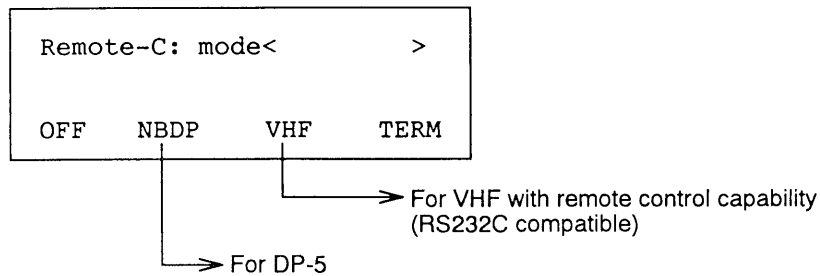 Remote-C: mode< >
OFF NBDP VHF TERM
For VHF with remote control capability
(RS232C compatible)
For DP-5